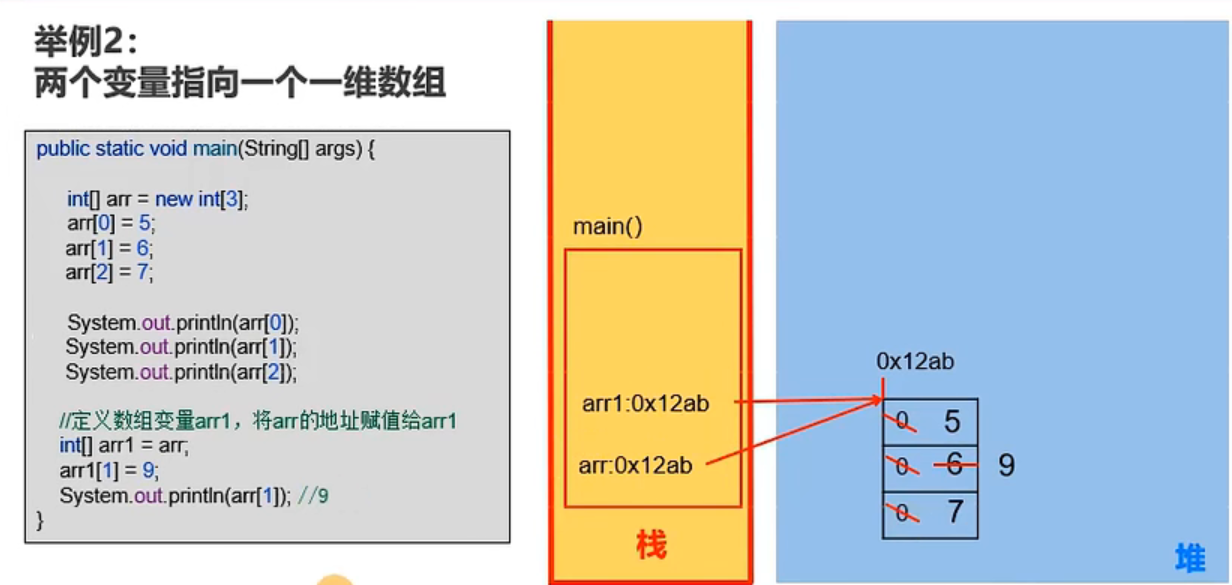 举例2：
两个变量指向一个一维数组
public static void main(String[] args) {
int[] arr = new int[3];
arr[0] = 5;
arr[1] = 6;
arr[2] = 7;
System.out.println(arr[0]);
System.out.println(arr[1]);
System.out.println(arr[2]);
//定义数组变量arr1，将arr的地址赋值给arr1
int[] arr1 = arr;
arr1[1] = 9;
System.out.println(arr[1]); //9
}
main()
arr1:0x12ab
arr:0x12ab
栈
0x12ab
0 5
0 6 9
0 7
堆